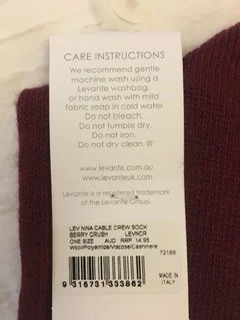 CARE INSTRUCTIONS
We recommend gentle
machine wash using a
Levante washbag,
or hand wash with mild
fabric soap in cold water.
Do not bleach.
Do not tumble dry.
Do not iron.
Do not dry clean.
www.levante.com.au
www.levanteuk.com
Levante is a registered trademark
of the Levante Group.
LEV NINA CABLE CREW SOCK
BERRY CRUSH LEVNCR
ONE SIZE AUD RRP 14.95
Wool/Polyamide/Viscose/Cashmere
72188
9 315731 333862
MADE IN
ITALY